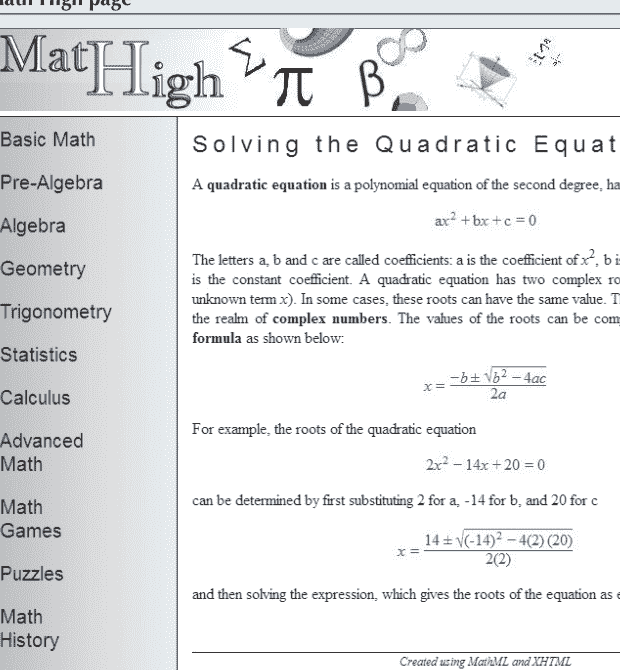 Math High page
MatHigh Σ π β
Basic Math
Pre-Algebra
Algebra
Geometry
Trigonometry
Statistics
Calculus
Advanced
Math
Math
Games
Puzzles
Math
History
Solving the Quadratic Equat
A quadratic equation is a polynomial equation of the second degree, ha
ax² + bx + c = 0
The letters a, b and c are called coefficients: a is the coefficient of x², b i
is the constant coefficient. A quadratic equation has two complex ro
unknown term x). In some cases, these roots can have the same value. T
the realm of complex numbers. The values of the roots can be com
formula as shown below:
x = −b ± √b² − 4ac / 2a
For example, the roots of the quadratic equation
2x² − 14x + 20 = 0
can be determined by first substituting 2 for a, -14 for b, and 20 for c
x = 14 ± √(-14)² − 4(2)(20) / 2(2)
and then solving the expression, which gives the roots of the equation as e
Created using MathML and XHTML